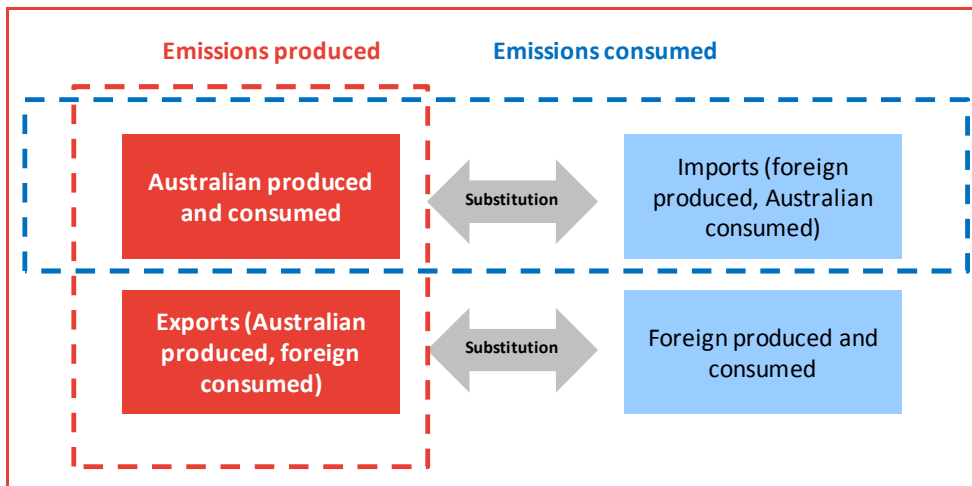 Emissions produced
Emissions consumed
Australian produced
and consumed
Substitution
Imports (foreign
produced, Australian
consumed)
Exports (Australian
produced, foreign
consumed)
Substitution
Foreign produced and
consumed